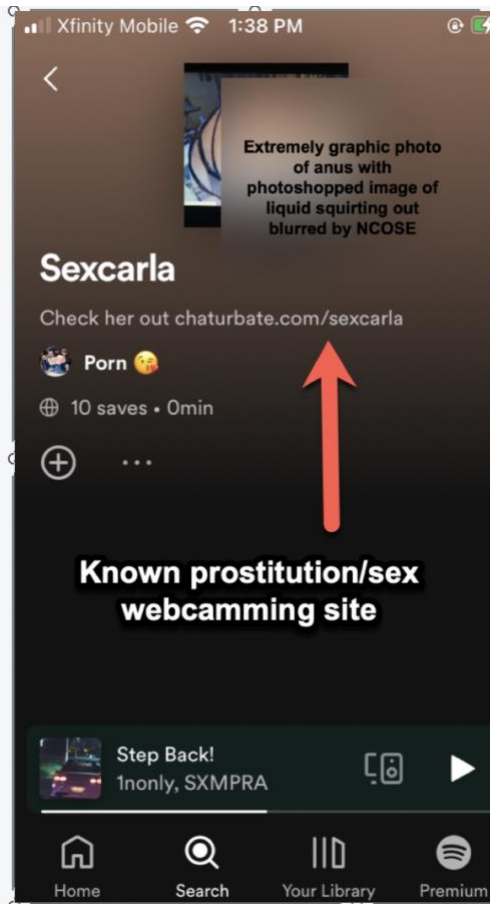 Xfinity Mobile 1:38 PM
Extremely graphic photo
of anus with
photoshopped image of
liquid squirting out
blurred by NCOSE
Sexcarla
Check her out chaturbate.com/sexcarla
Porn 😘
10 saves • 0min
Known prostitution/sex
webcamming site
Step Back!
1nonly, SXMPRA
Home Search Your Library Premium